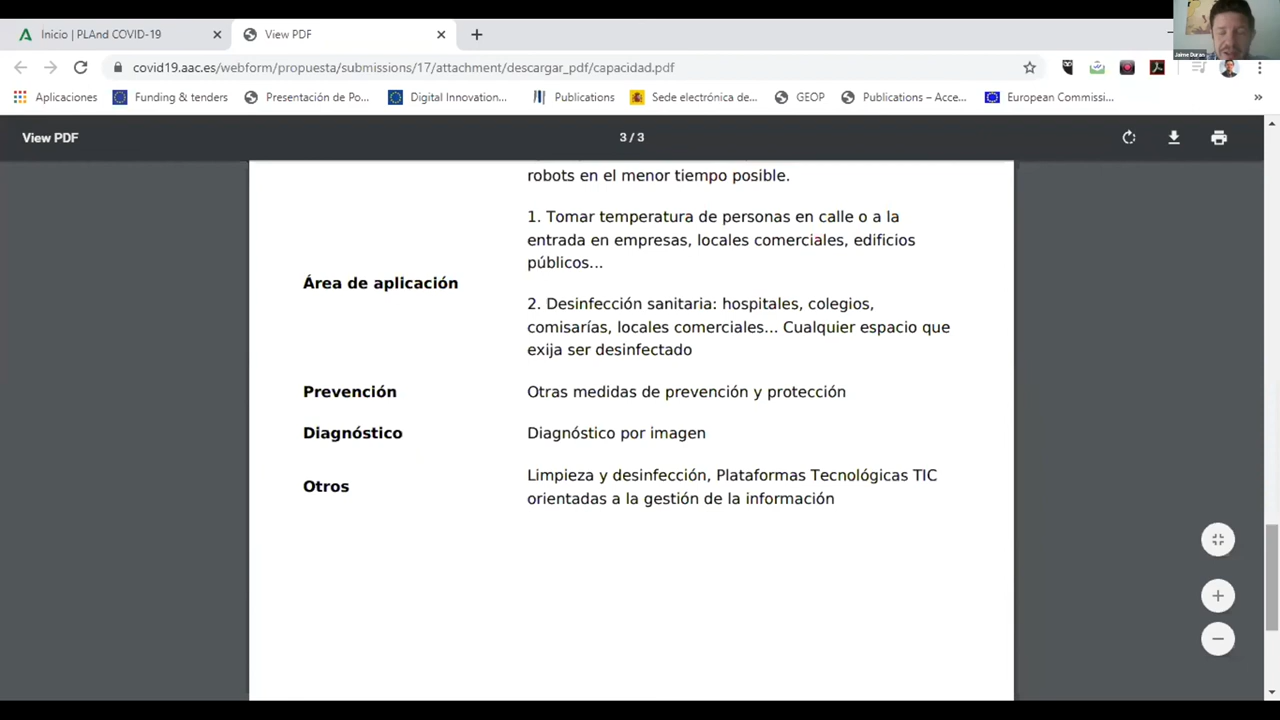 Inicio | PLAnd COVID-19
View PDF
covid19.aac.es/webform/propuesta/submissions/17/attachm descargar_pdf/capacidad.pdf
Aplicaciones
Funding & tenders
Presentación de Po...
Digital Innovation...
Publications
Sede electrónica de...
GEOP
Publications – Acce...
European Commissi...
»
Jaime Duran
View PDF
3 / 3
robots en el menor tiempo posible.
1. Tomar temperatura de personas en calle o a la
entrada en empresas, locales comerciales, edificios
públicos...
Área de aplicación
2. Desinfección sanitaria: hospitales, colegios,
comisarías, locales comerciales... Cualquier espacio que
exija ser desinfectado
Prevención
Otras medidas de prevención y protección
Diagnóstico
Diagnóstico por imagen
Otros
Limpieza y desinfección, Plataformas Tecnológicas TIC
orientadas a la gestión de la información